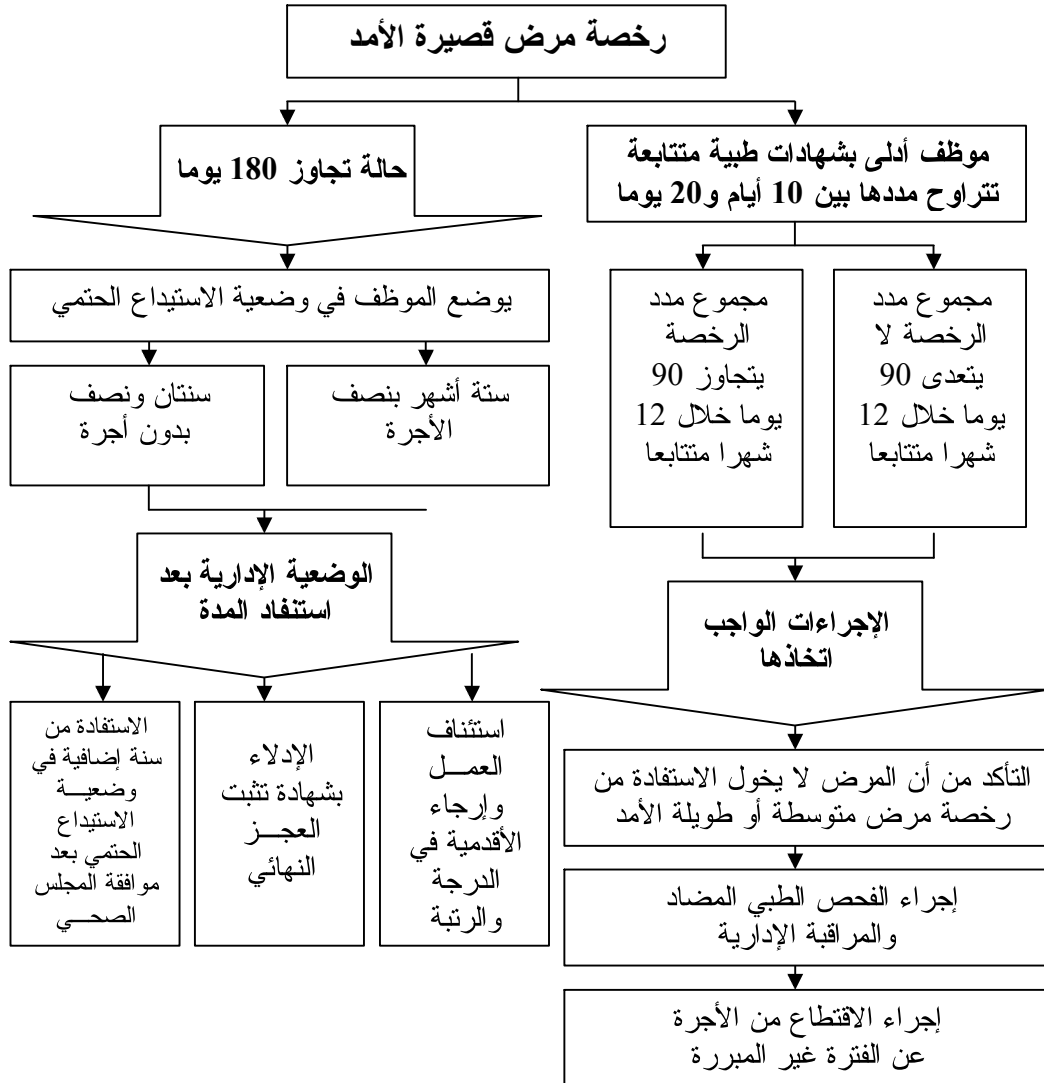 رخصة مرض قصيرة الأمد
موظف أدلى بشهادات طبية متتابعة
تتراوح مددها بين 10 أيام و20 يوما
حالة تجاوز 180 يوما
مجموع مدد
الرخصة لا
يتعدى 90
يوما خلال 12
شهرا متتابعا
مجموع مدد
الرخصة
يتجاوز 90
يوما خلال 12
شهرا متتابعا
يوضع الموظف في وضعية الاستيداع الحتمي
ستة أشهر بنصف
الأجرة
سنتان ونصف
بدون أجرة
الإجراءات الواجب
اتخاذها
الوضعية الإدارية بعد
استنفاد المدة
التأكد من أن المرض لا يخول الاستفادة من
رخصة مرض متوسطة أو طويلة الأمد
إجراء الفحص الطبي المضاد
والمراقبة الإدارية
إجراء الاقتطاع من الأجرة
عن الفترة غير المبررة
استئناف
العمــل
وإرجاء
الأقدمية في
الدرجة
والرتبة
الإدلاء
بشهادة تثبت
العجــز
النهائي
الاستفادة من
سنة إضافية في
وضعيــة
الاستيداع
الحتمي بعد
موافقة المجلس
الصحــي